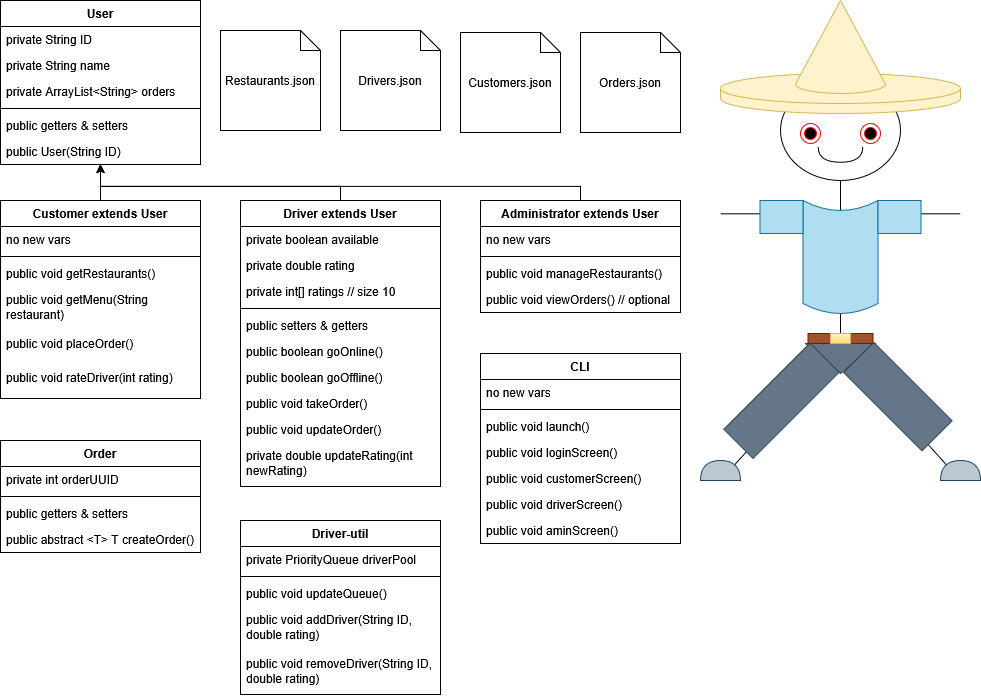 User
private String ID
private String name
private ArrayList<String> orders
public getters & setters
public User(String ID)
Restaurants.json
Drivers.json
Customers.json
Orders.json
Customer extends User
no new vars
public void getRestaurants()
public void getMenu(String
restaurant)
public void placeOrder()
public void rateDriver(int rating)
Driver extends User
private boolean available
private double rating
private int[] ratings // size 10
public setters & getters
public boolean goOnline()
public boolean goOffline()
public void takeOrder()
public void updateOrder()
private double updateRating(int
newRating)
Administrator extends User
no new vars
public void manageRestaurants()
public void viewOrders() // optional
CLI
no new vars
public void launch()
public void loginScreen()
public void customerScreen()
public void driverScreen()
public void aminScreen()
Order
private int orderUUID
public getters & setters
public abstract <T> T createOrder()
Driver-util
private PriorityQueue driverPool
public void updateQueue()
public void addDriver(String ID,
double rating)
public void removeDriver(String ID,
double rating)